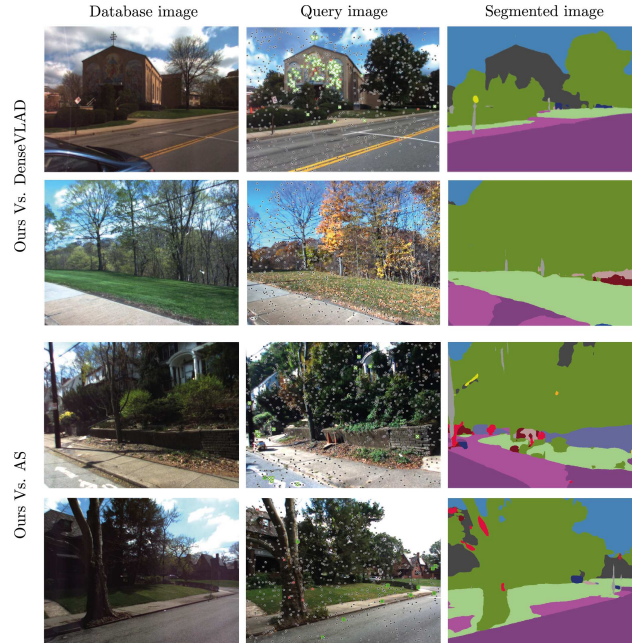 Database image Query image Segmented image
Ours Vs. DenseVLAD
Ours Vs. AS